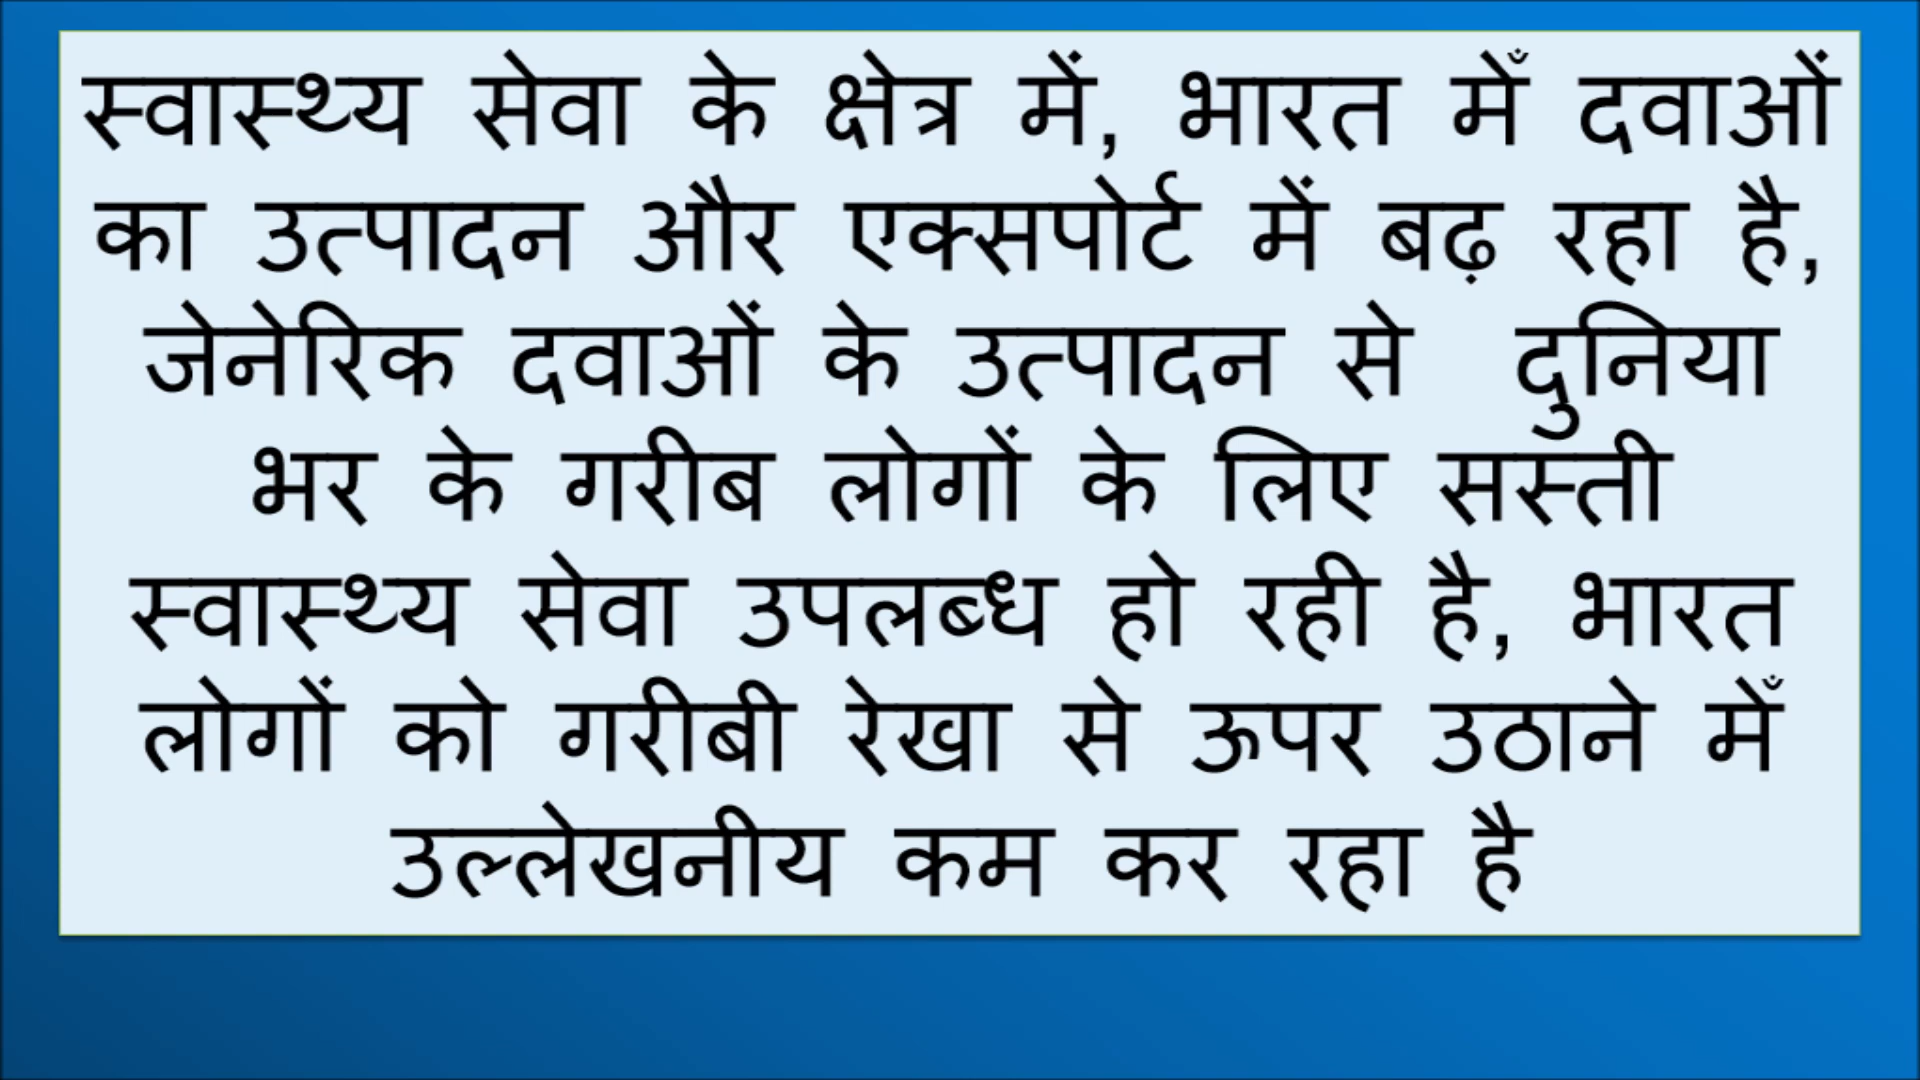 स्वास्थ्य सेवा के क्षेत्र में, भारत मेँ दवाओं
का उत्पादन और एक्सपोर्ट में बढ़ रहा है,
जेनेरिक दवाओं के उत्पादन से दुनिया
भर के गरीब लोगों के लिए सस्ती
स्वास्थ्य सेवा उपलब्ध हो रही है, भारत
लोगों को गरीबी रेखा से ऊपर उठाने मेँ
उल्लेखनीय कम कर रहा है